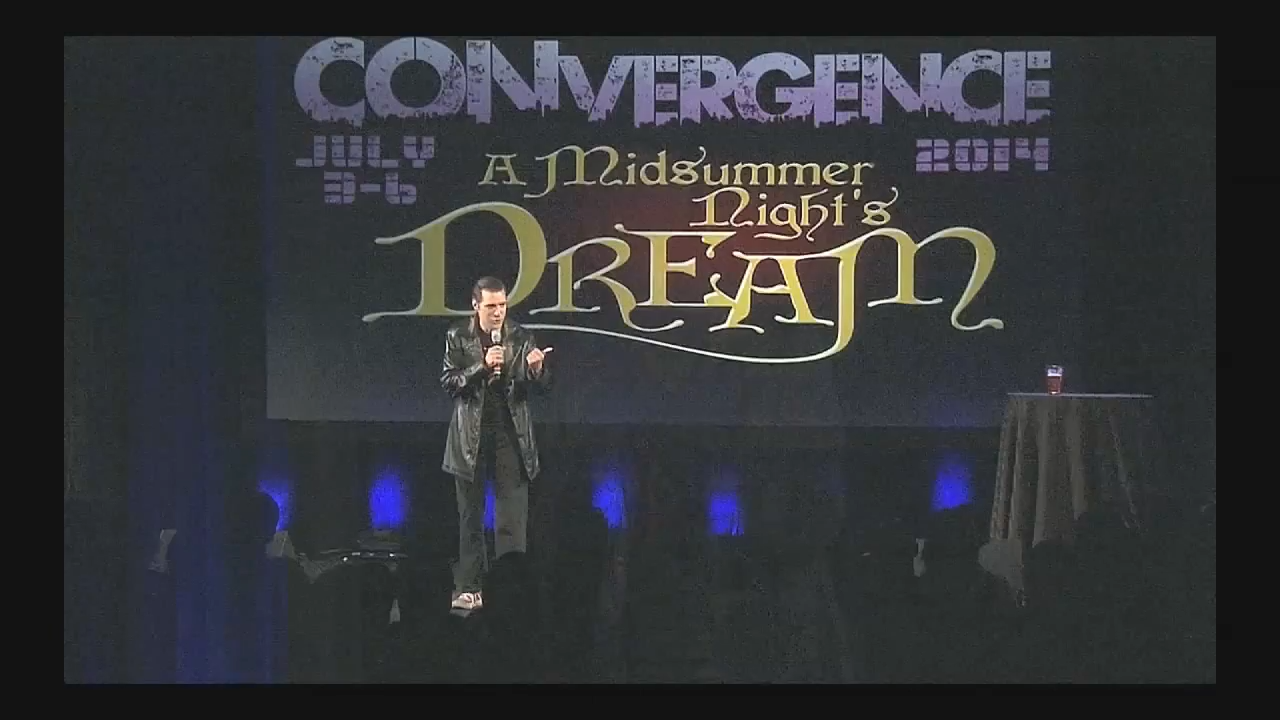 CONVERGENCE
JULY
3-6
2014
A Midsummer
Night's
DREAM